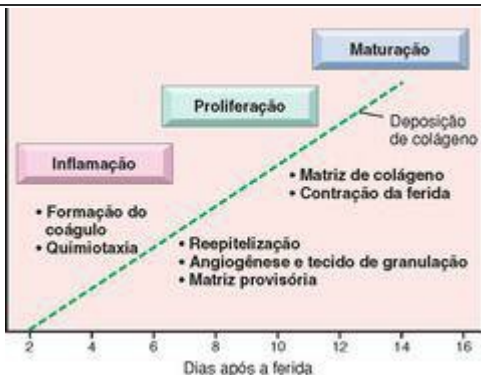 Maturação
Proliferação
Deposição
de colágeno
Inflamação
• Matriz de colágeno
• Contração da ferida
• Formação do
coágulo
• Quimiotaxia
• Reepitelização
• Angiogênese e tecido de granulação
• Matriz provisória
2 4 6 8 10 12 14 16
Dias após a ferida